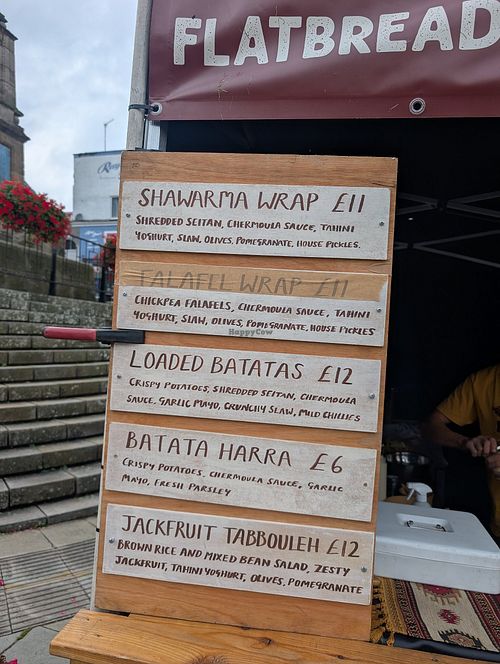 FLATBREAD
SHAWARMA WRAP £11
SHREDDED SEITAN, CHERMOULA SAUCE, TAHINI
YOGHURT, SLAW, OLIVES, POMEGRANATE, HOUSE PICKLES.
FALAFEL WRAP £11
CHICKPEA FALAFELS, CHERMOULA SAUCE, TAHINI
YOGHURT, SLAW, OLIVES, POMEGRANATE, HOUSE PICKLES
HappyCow
LOADED BATATAS £12
CRISPY POTATOES, SHREDDED SEITAN, CHERMOULA
SAUCE. GARLIC MAYO, CRUNCHY SLAW, MILD CHILLIES
BATATA HARRA £6
CRISPY POTATOES, CHERMOULA SAUCE, GARLIC
MAYO, FRESH PARSLEY
JACKFRUIT TABBOULEH £12
BROWN RICE AND MIXED BEAN SALAD, ZESTY
JACKFRUIT, TAHINI YOGHURT, OLIVES, POMEGRANATE